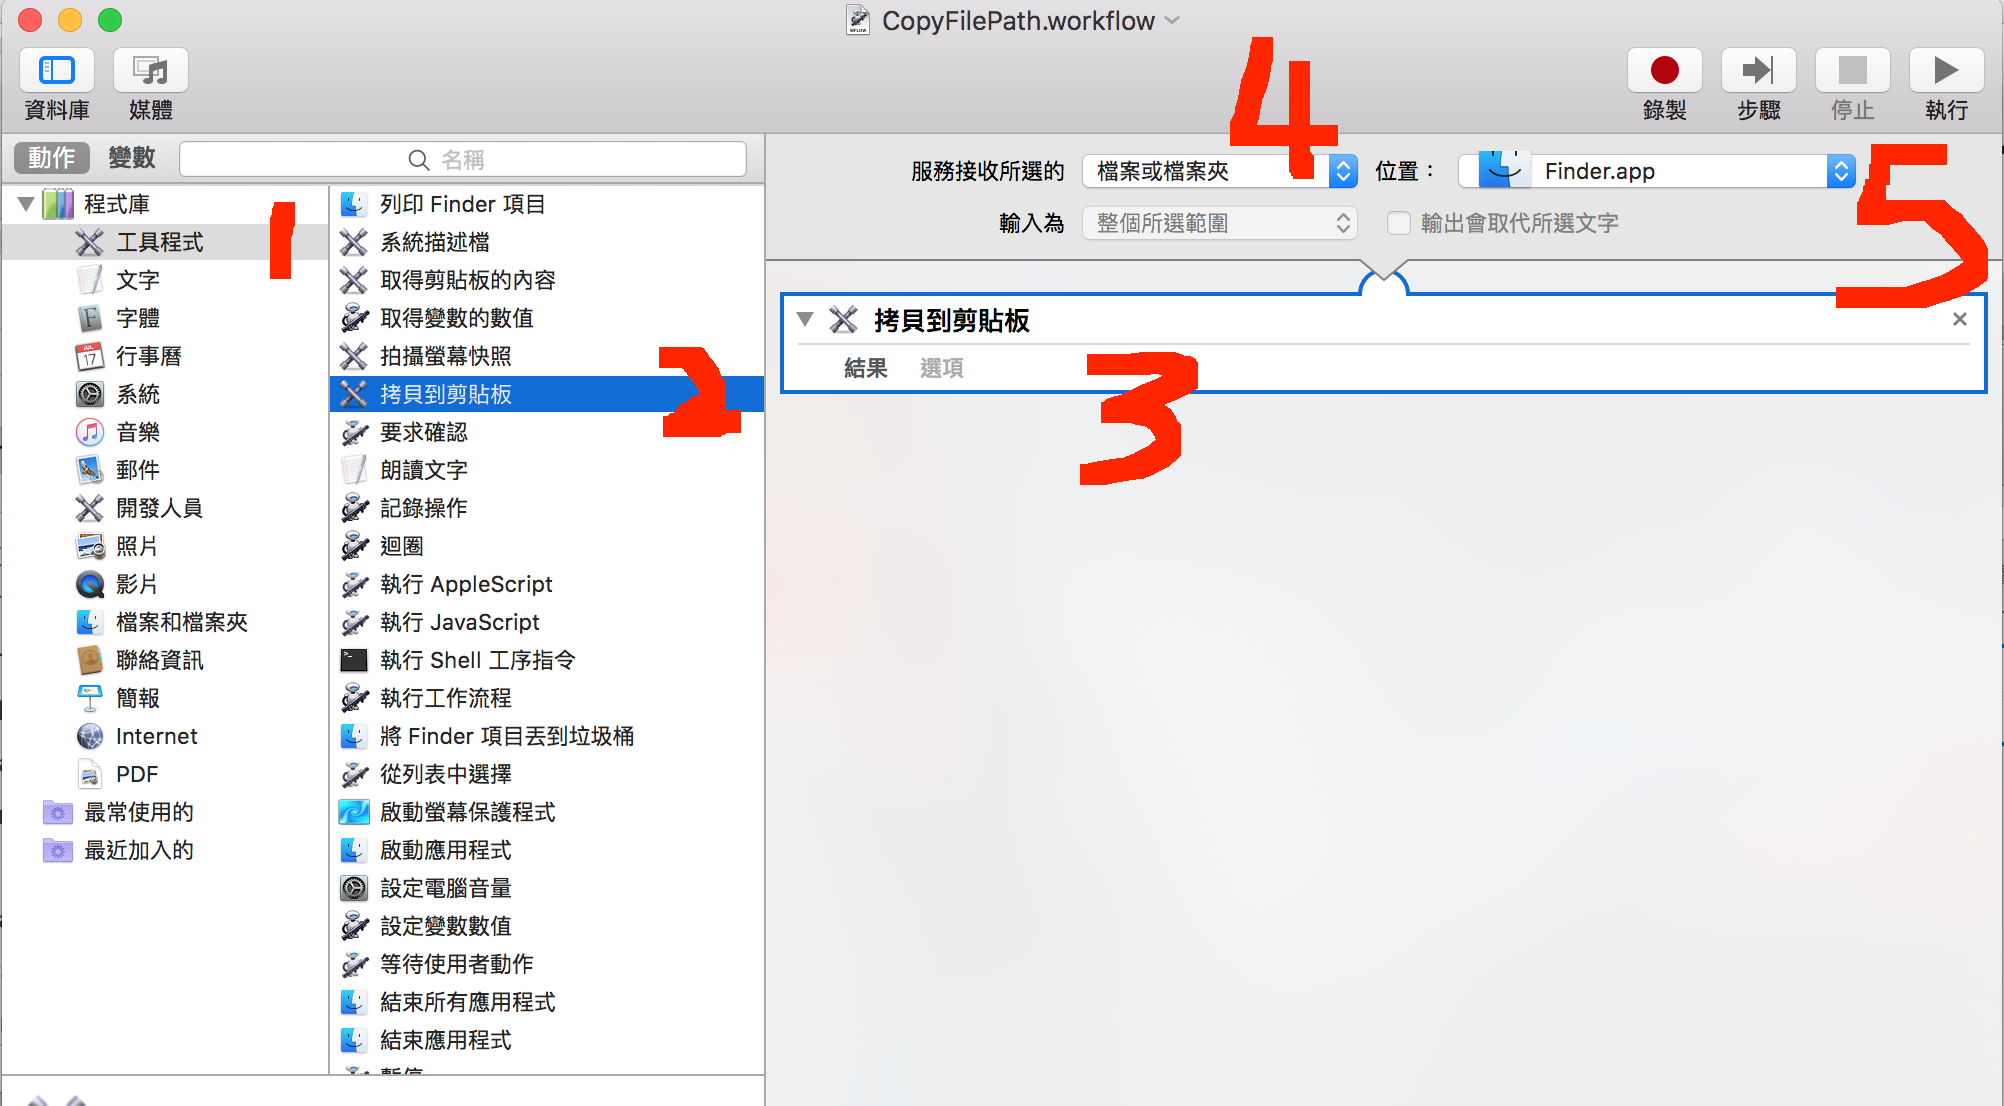 CopyFilePath.workflow
資料庫
媒體
錄製
步驟
停止
執行
動作
變數
名稱
程式庫
工具程式
文字
字體
行事曆
系統
音樂
郵件
開發人員
照片
影片
檔案和檔案夾
聯絡資訊
簡報
Internet
PDF
最常使用的
最近加入的
列印 Finder 項目
系統描述檔
取得剪貼板的內容
取得變數的數值
拍攝螢幕快照
拷貝到剪貼板
要求確認
朗讀文字
記錄操作
迴圈
執行 AppleScript
執行 JavaScript
執行 Shell 工序指令
執行工作流程
將 Finder 項目丟到垃圾桶
從列表中選擇
啟動螢幕保護程式
啟動應用程式
設定電腦音量
設定變數數值
等待使用者動作
結束所有應用程式
結束應用程式
服務接收所選的
檔案或檔案夾
位置：
Finder.app
輸入為
整個所選範圍
輸出會取代所選文字
拷貝到剪貼板
結果
選項
1
2
3
4
5